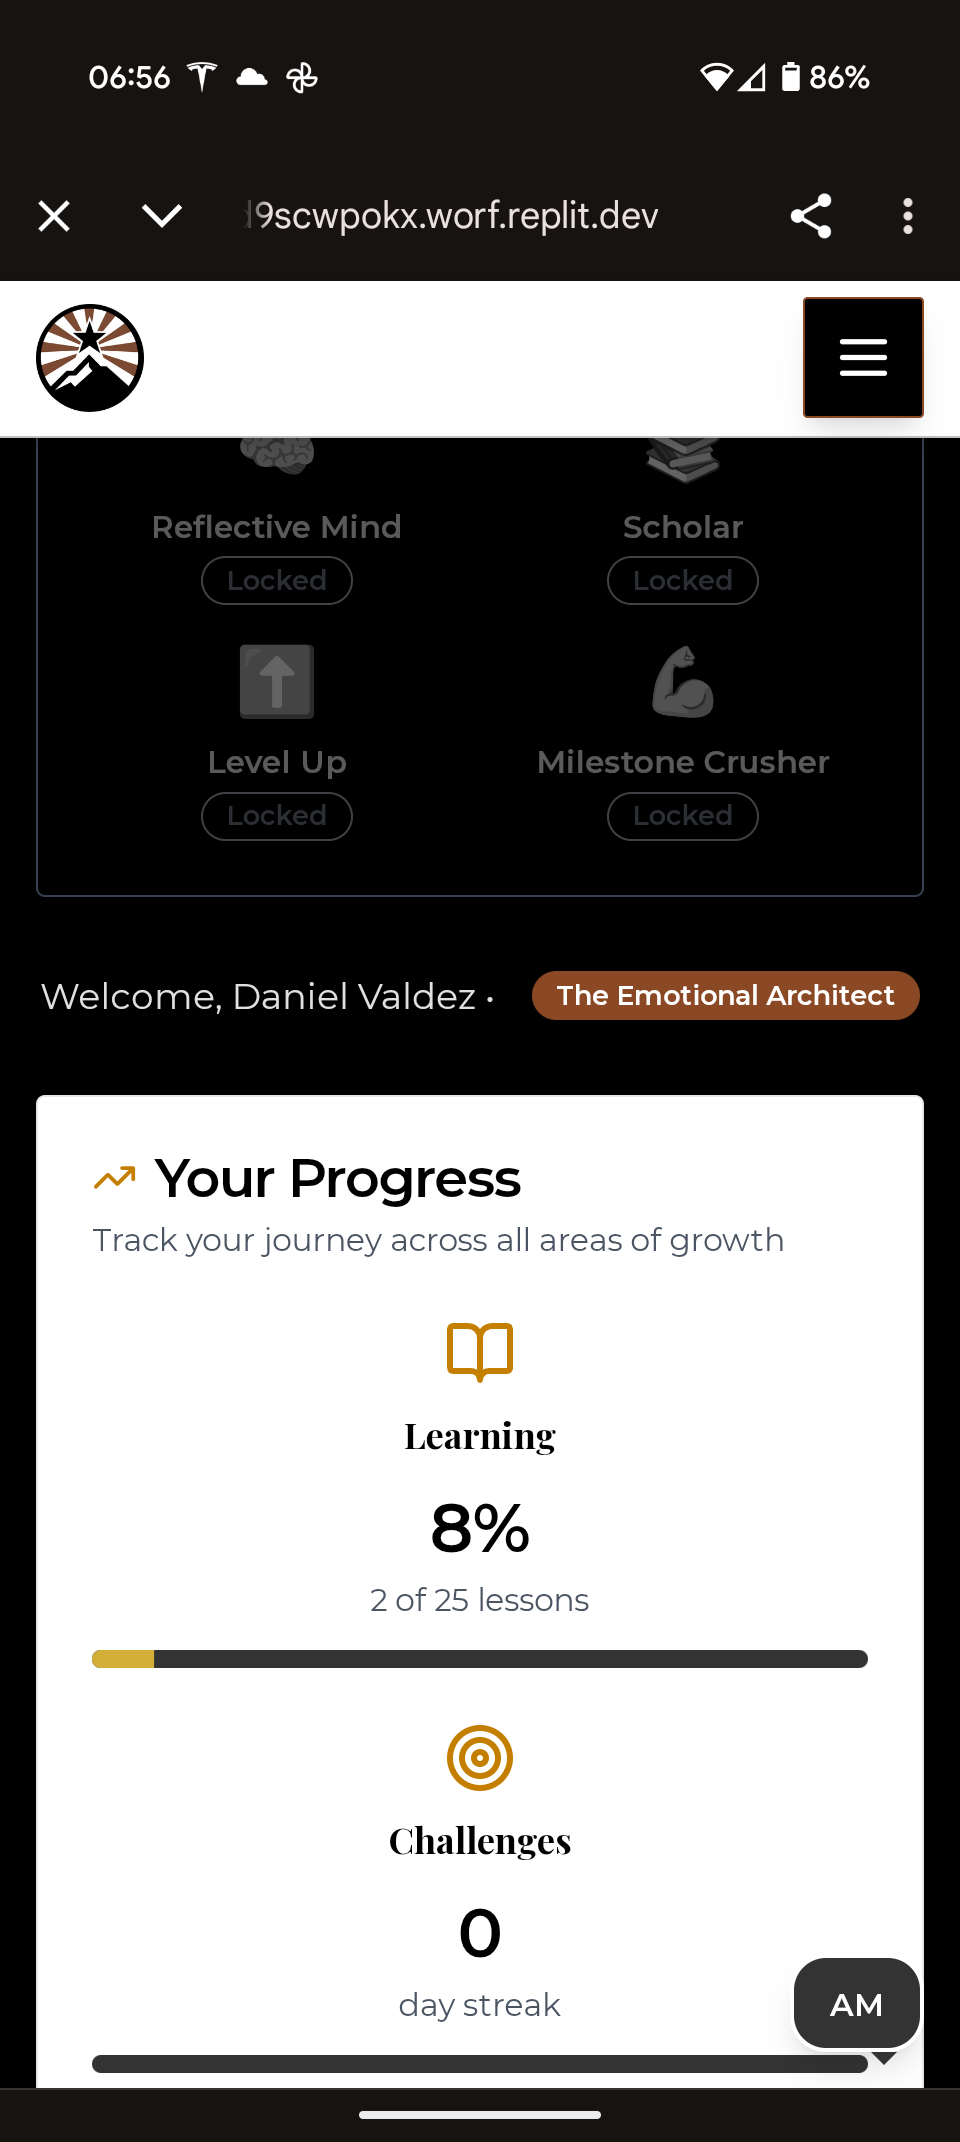 06:56
86%
d9scwpokx.worf.replit.dev
Reflective Mind
Scholar
Locked
Locked
Level Up
Milestone Crusher
Locked
Locked
Welcome, Daniel Valdez •
The Emotional Architect
Your Progress
Track your journey across all areas of growth
Learning
8%
2 of 25 lessons
Challenges
0
day streak
AM